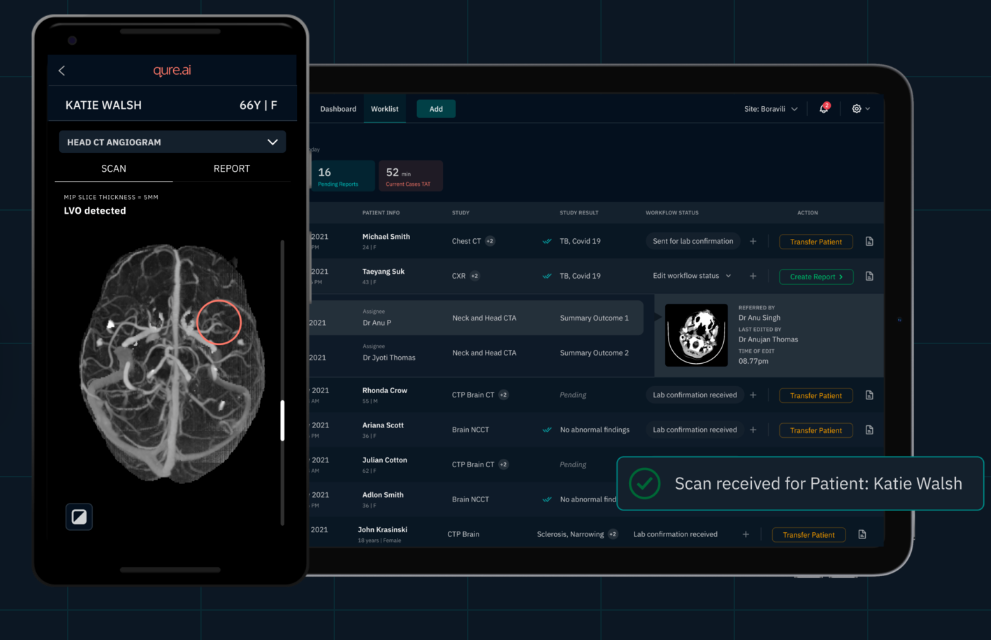 qure.ai
KATIE WALSH 66Y | F
HEAD CT ANGIOGRAM
SCAN REPORT
MIP SLICE THICKNESS = 5MM
LVO detected
Dashboard Worklist Add Site: Boravili 2
16 52 min
Pending Reports Current Cases TAT
PATIENT INFO STUDY STUDY RESULT WORKFLOW STATUS ACTION
2021 Michael Smith Chest CT +2 TB, Covid 19 Sent for lab confirmation + Transfer Patient
PM 24 | F
2021 Taeyang Suk CXR +2 TB, Covid 19 Edit workflow status + Create Report >
PM 43 | F
Assignee
2021 Dr Anu P Neck and Head CTA Summary Outcome 1
Assignee
2021 Dr Jyoti Thomas Neck and Head CTA Summary Outcome 2
REFERRED BY
Dr Anu Singh
LAST EDITED BY
Dr Anujan Thomas
TIME OF EDIT
08.77pm
2021 Rhonda Crow CTP Brain CT +2 Pending Lab confirmation received + Transfer Patient
AM 55 | M
2021 Ariana Scott Brain NCCT No abnormal findings Lab confirmation received + Transfer Patient
PM 36 | F
2021 Julian Cotton CTP Brain CT +2 Pending
AM 62 | F
2021 Adlon Smith Brain NCCT No abnormal find
PM 36 | F
2021 John Krasinski CTP Brain Sclerosis, Narrowing +2 Lab confirmation received + Transfer Patient
18 years | Female
Scan received for Patient: Katie Walsh